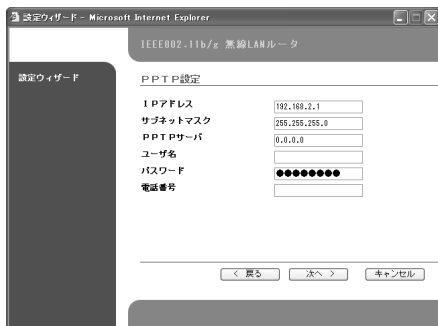 設定ウィザード - Microsoft Internet Explorer
IEEE802.11b/g 無線LANルータ
設定ウィザード
PPTP設定
IPアドレス 192.168.2.1
サブネットマスク 255.255.255.0
PPTPサーバ 0.0.0.0
ユーザ名
パスワード ●●●●●●●●
電話番号
< 戻る 次へ > キャンセル